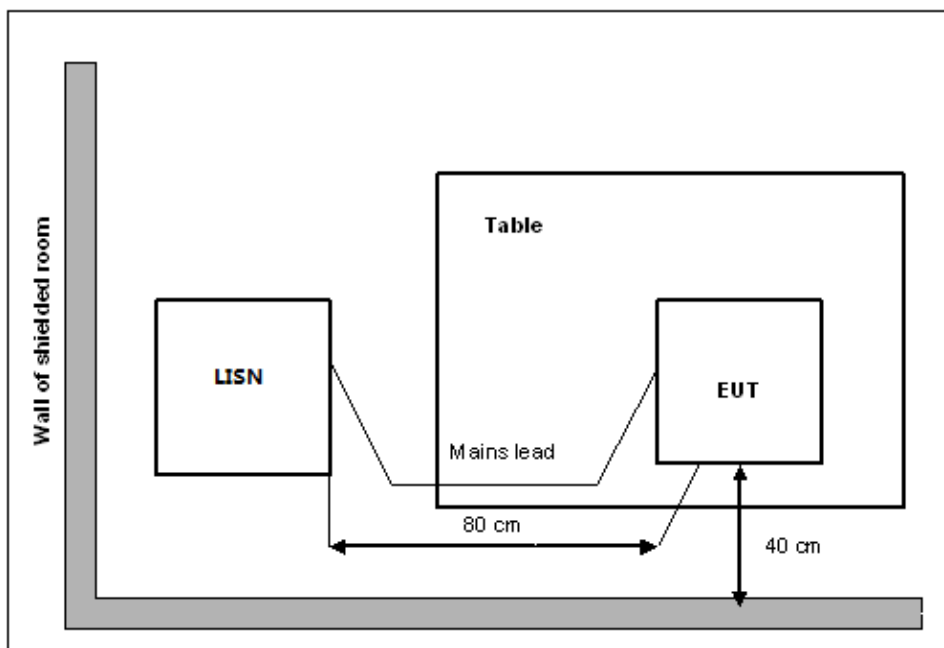 Wall of shielded room
Table
LISN
EUT
Mains lead
80 cm
40 cm